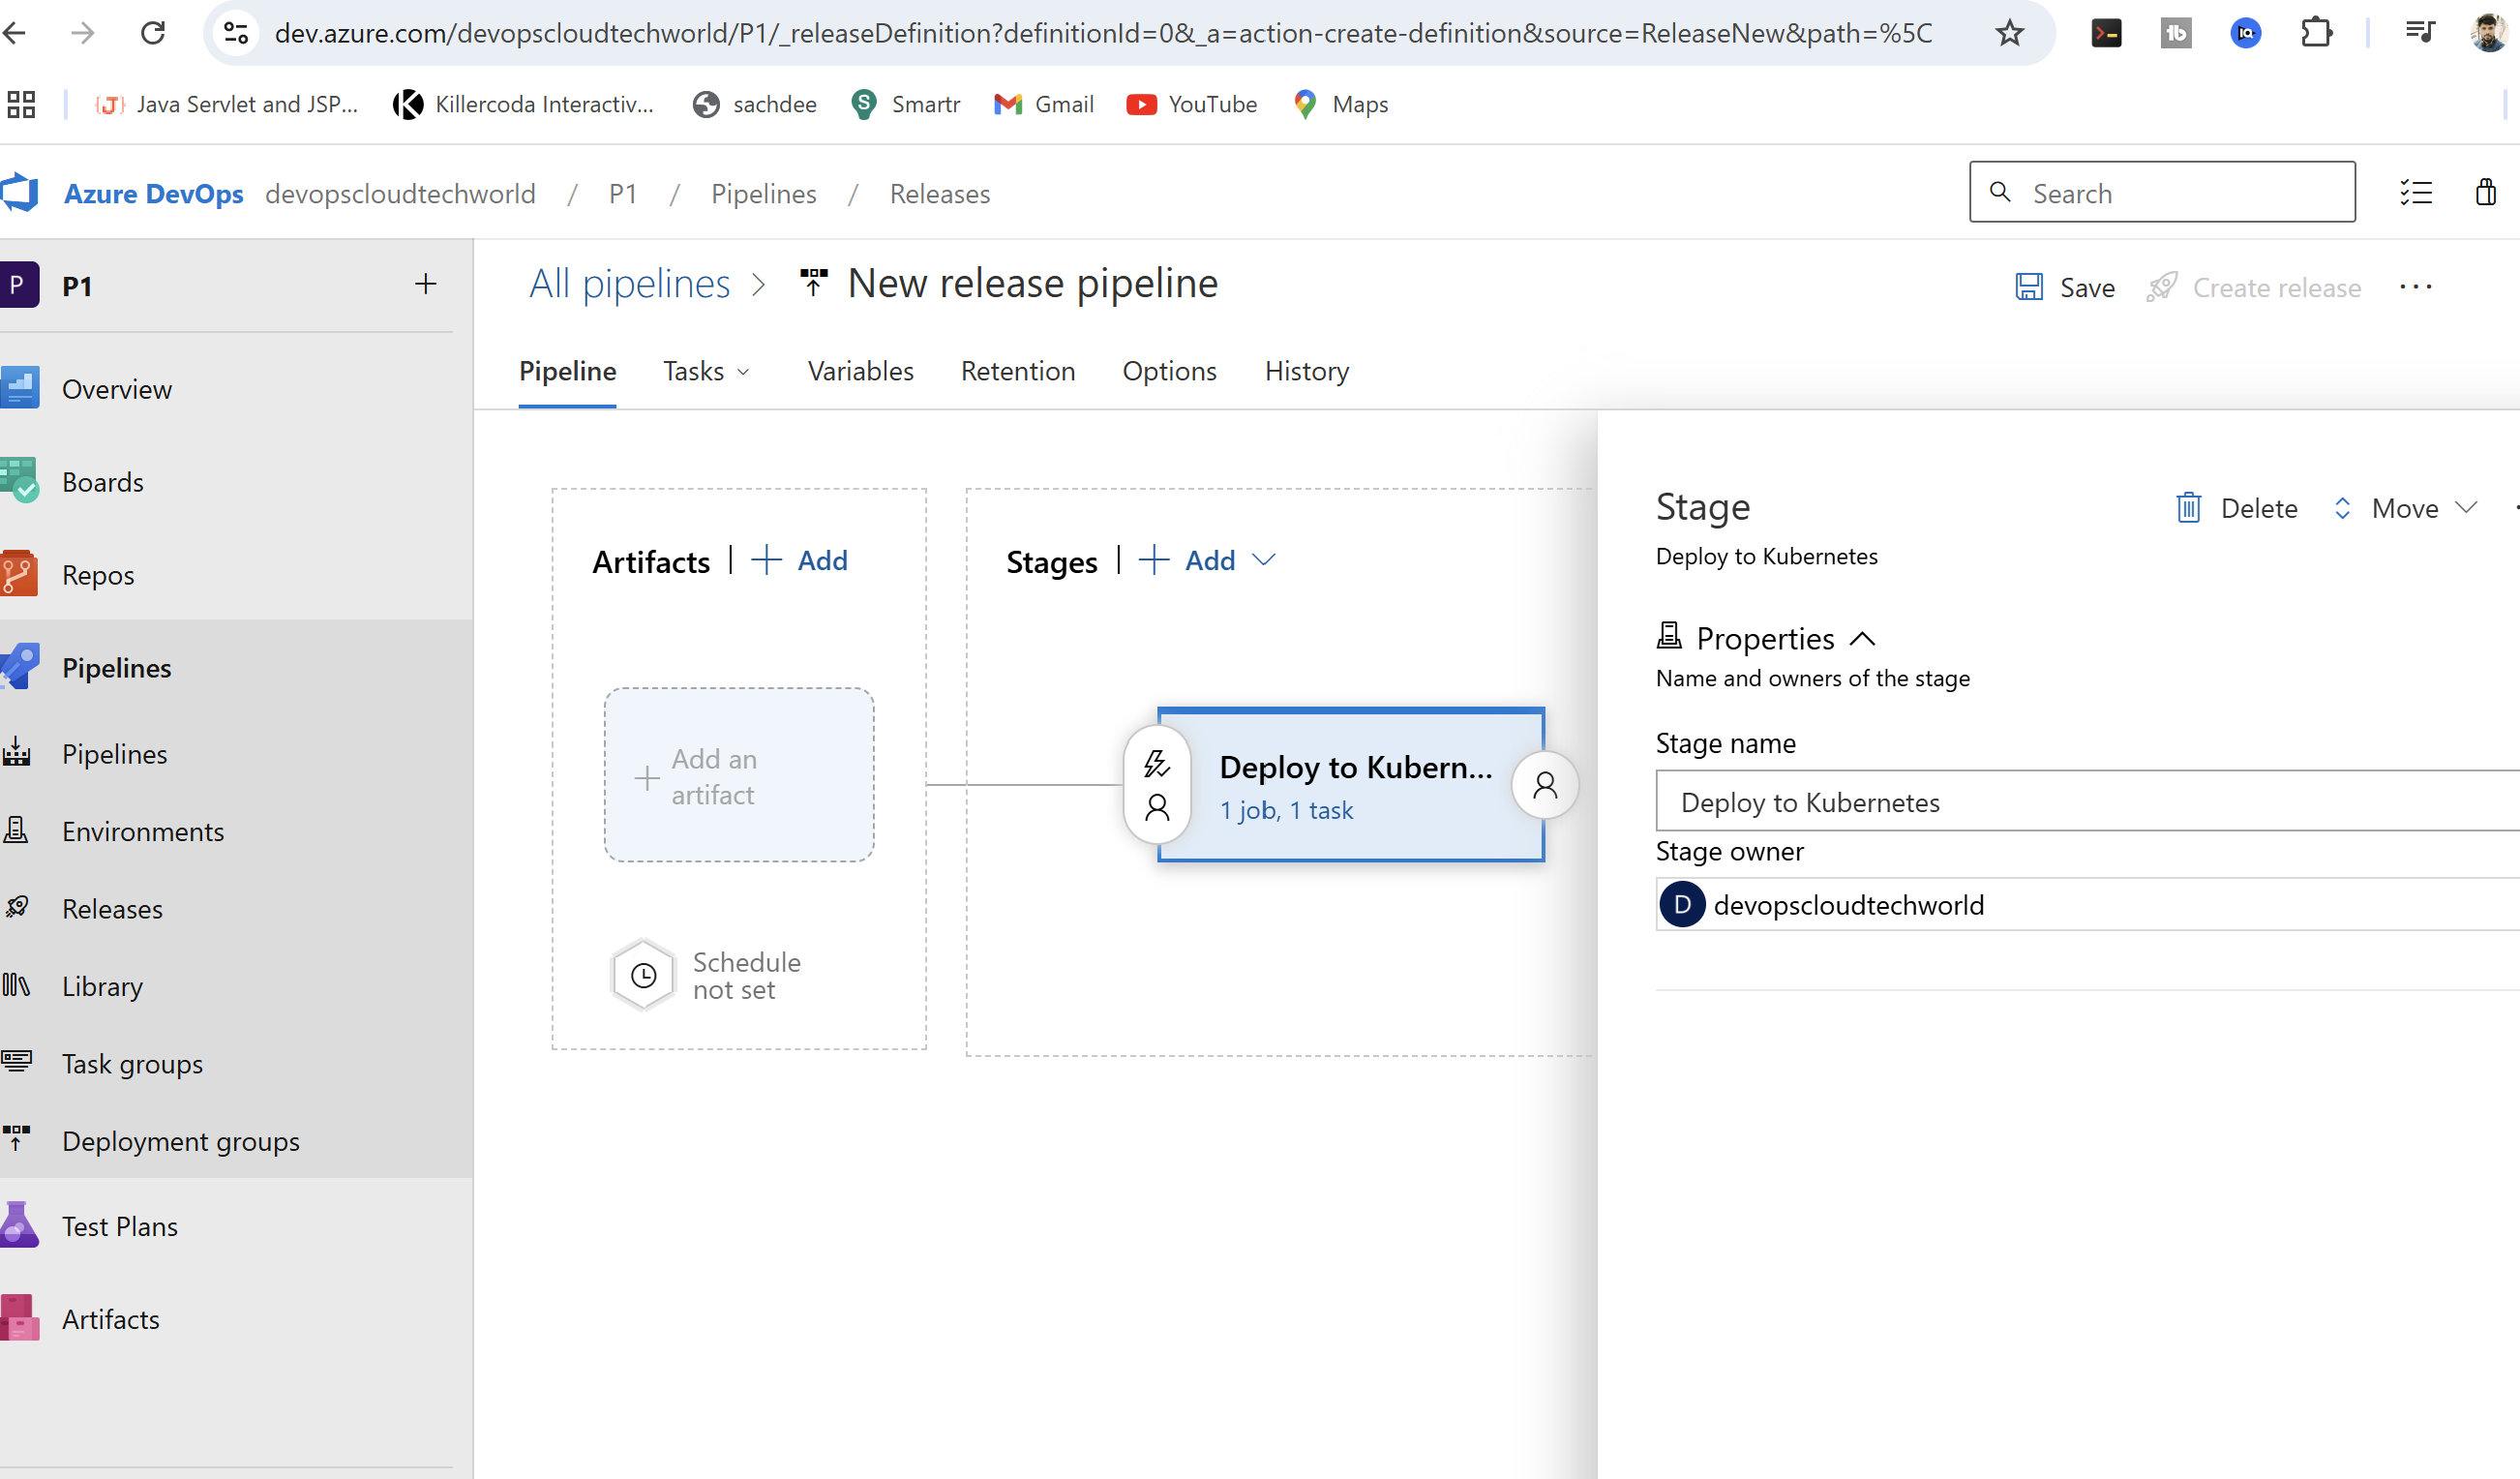 dev.azure.com/devopscloudtechworld/P1/_releaseDefinition?definitionId=0&_a=action-create-definition&source=ReleaseNew&path=%5C
Java Servlet and JSP... Killercoda Interactiv... sachdee Smartr Gmail YouTube Maps
Azure DevOps devopscloudtechworld / P1 / Pipelines / Releases Search
P P1
All pipelines > New release pipeline Save Create release ...
Pipeline Tasks Variables Retention Options History
Overview
Boards
Repos
Pipelines
Pipelines
Environments
Releases
Library
Task groups
Deployment groups
Test Plans
Artifacts
Artifacts | + Add
Add an
artifact
Schedule
not set
Stages | + Add
Deploy to Kubern...
1 job, 1 task
Stage Delete Move
Deploy to Kubernetes
Properties
Name and owners of the stage
Stage name
Deploy to Kubernetes
Stage owner
D devopscloudtechworld